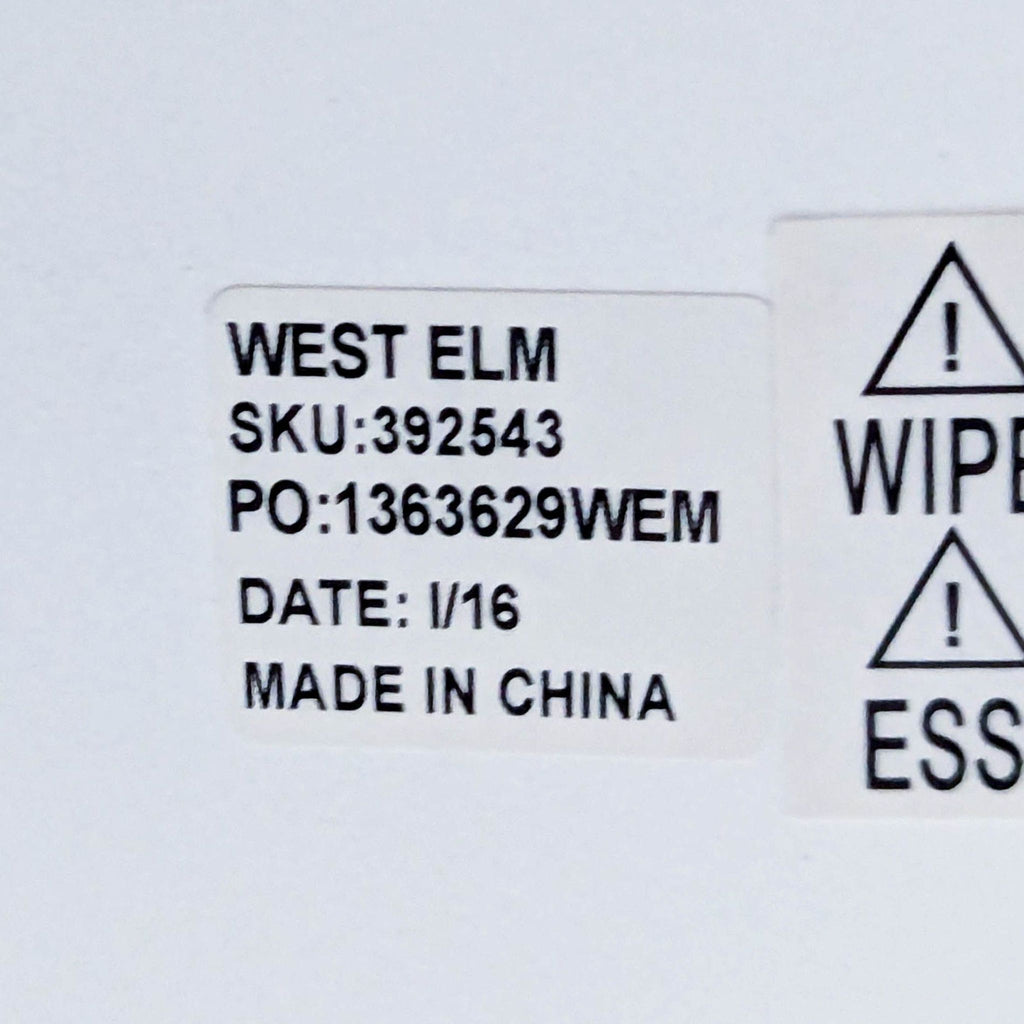 WEST ELM
SKU:392543
PO:1363629WEM
DATE: I/16
MADE IN CHINA
!
WIPE
!
ESS